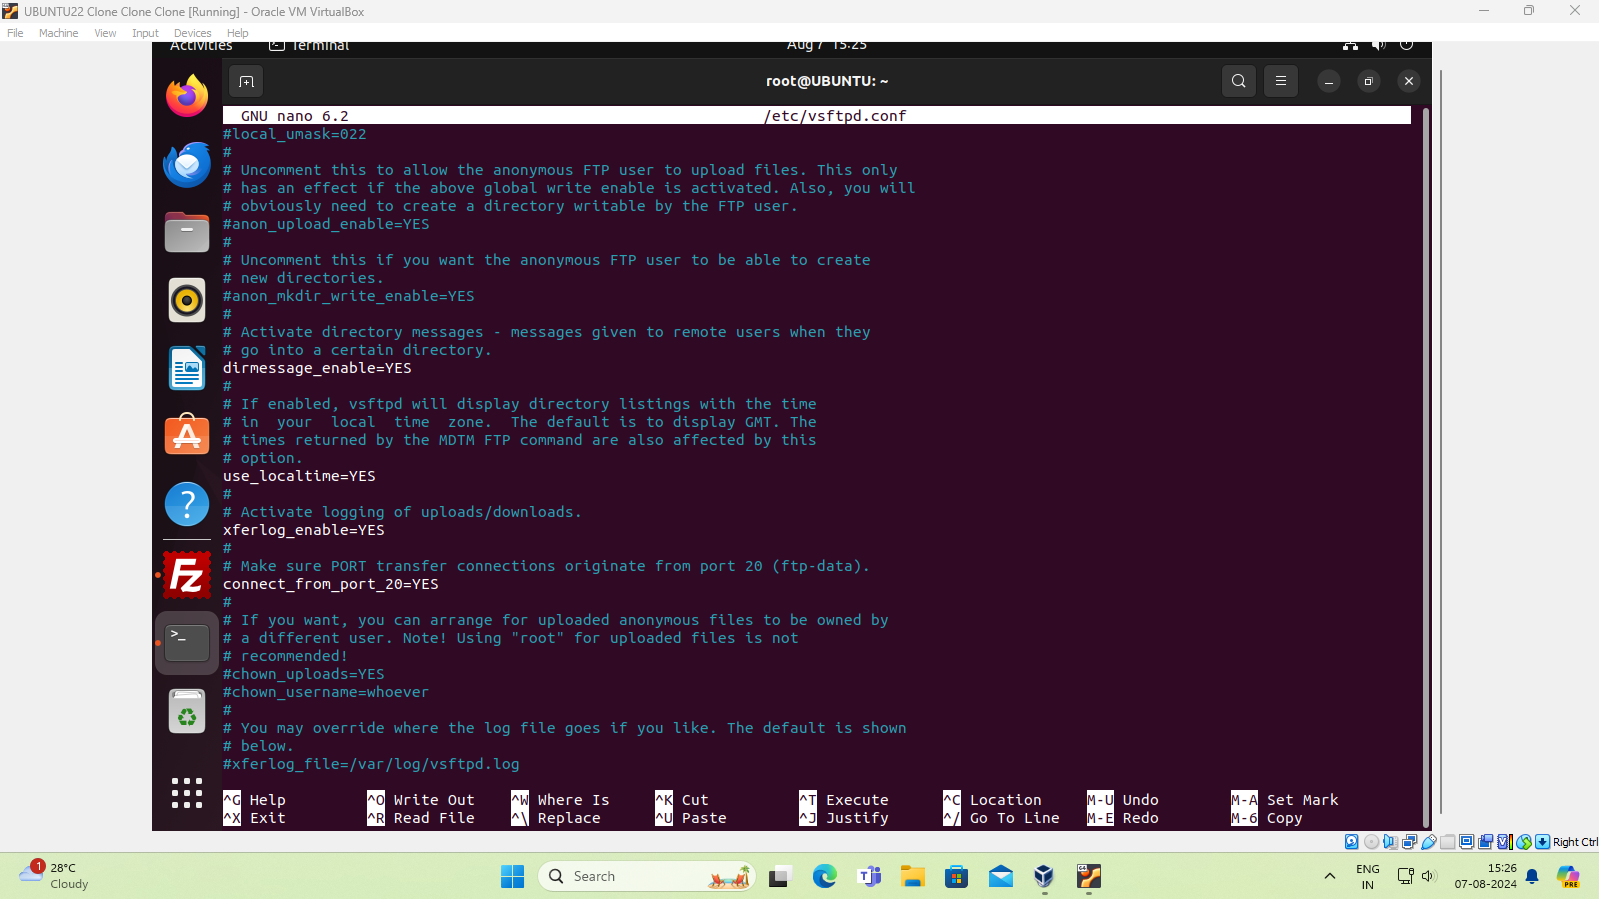 UBUNTU22 Clone Clone Clone [Running] - Oracle VM VirtualBox
File Machine View Input Devices Help
Activities Terminal Aug 7 15:25
root@UBUNTU: ~
GNU nano 6.2 /etc/vsftpd.conf
#local_umask=022
#
# Uncomment this to allow the anonymous FTP user to upload files. This only
# has an effect if the above global write enable is activated. Also, you will
# obviously need to create a directory writable by the FTP user.
#anon_upload_enable=YES
#
# Uncomment this if you want the anonymous FTP user to be able to create
# new directories.
#anon_mkdir_write_enable=YES
#
# Activate directory messages - messages given to remote users when they
# go into a certain directory.
dirmessage_enable=YES
#
# If enabled, vsftpd will display directory listings with the time
# in  your  local  time  zone.  The default is to display GMT. The
# times returned by the MDTM FTP command are also affected by this
# option.
use_localtime=YES
#
# Activate logging of uploads/downloads.
xferlog_enable=YES
#
# Make sure PORT transfer connections originate from port 20 (ftp-data).
connect_from_port_20=YES
#
# If you want, you can arrange for uploaded anonymous files to be owned by
# a different user. Note! Using "root" for uploaded files is not
# recommended!
#chown_uploads=YES
#chown_username=whoever
#
# You may override where the log file goes if you like. The default is shown
# below.
#xferlog_file=/var/log/vsftpd.log
^G Help ^O Write Out ^W Where Is ^K Cut ^T Execute ^C Location M-U Undo M-A Set Mark
^X Exit ^R Read File ^\ Replace ^U Paste ^J Justify ^/ Go To Line M-E Redo M-6 Copy
Right Ctrl
1 28°C
Cloudy
Search
ENG
IN
15:26
07-08-2024
PRE